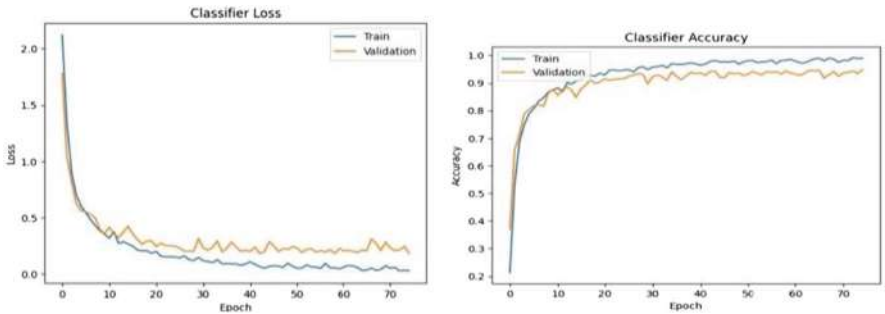 Classifier Loss
Train
Validation
2.0
1.5
1.0
0.5
0.0
Loss
0 10 20 30 40 50 60 70
Epoch
Classifier Accuracy
Train
Validation
1.0
0.9
0.8
0.7
0.6
0.5
0.4
0.3
0.2
Accuracy
0 10 20 30 40 50 60 70
Epoch